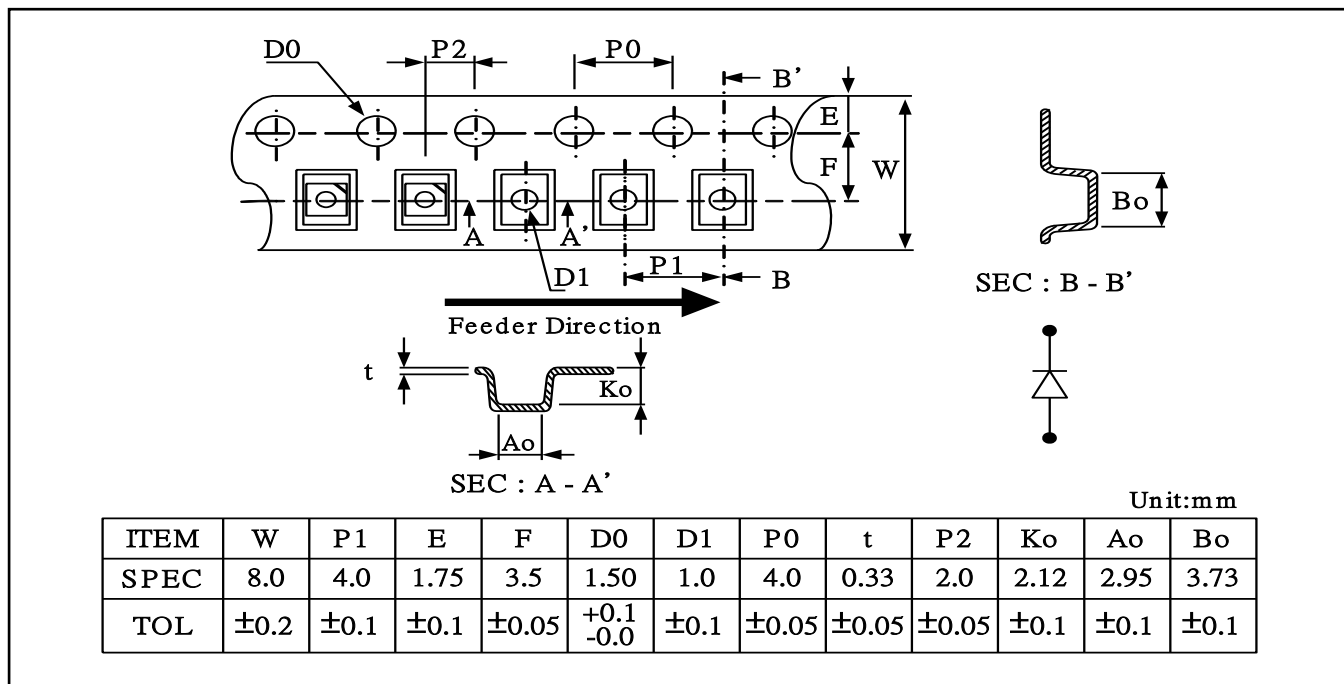 D0 P2 P0 B'
E
F W
A A'
D1 P1 B
Bo
SEC : B - B'
Feeder Direction
t Ko
Ao
SEC : A - A'
Unit:mm
ITEM W P1 E F D0 D1 P0 t P2 Ko Ao Bo
SPEC 8.0 4.0 1.75 3.5 1.50 1.0 4.0 0.33 2.0 2.12 2.95 3.73
TOL ±0.2 ±0.1 ±0.1 ±0.05 +0.1 -0.0 ±0.1 ±0.05 ±0.05 ±0.05 ±0.1 ±0.1 ±0.1